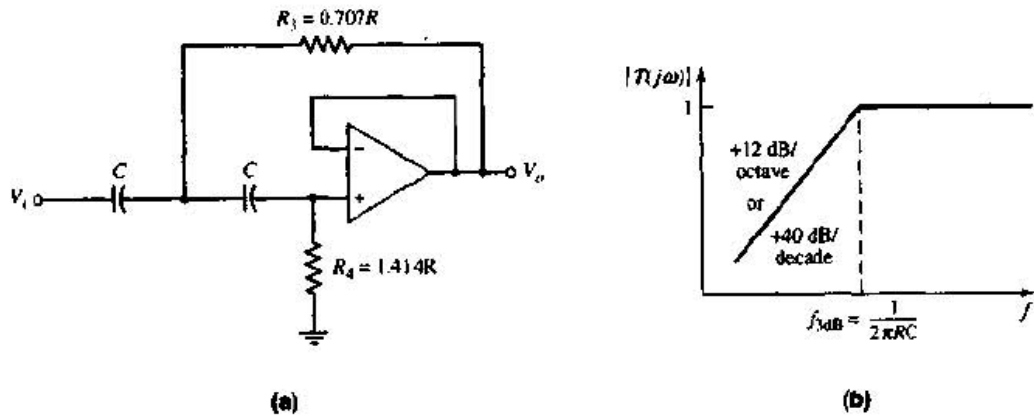 R3 = 0.707R
C
C
Vi
−
+
Vo
R4 = 1.414R
(a)
|T(jω)|
1
+12 dB/
octave
or
+40 dB/
decade
f3dB = 1/2πRC
f
(b)